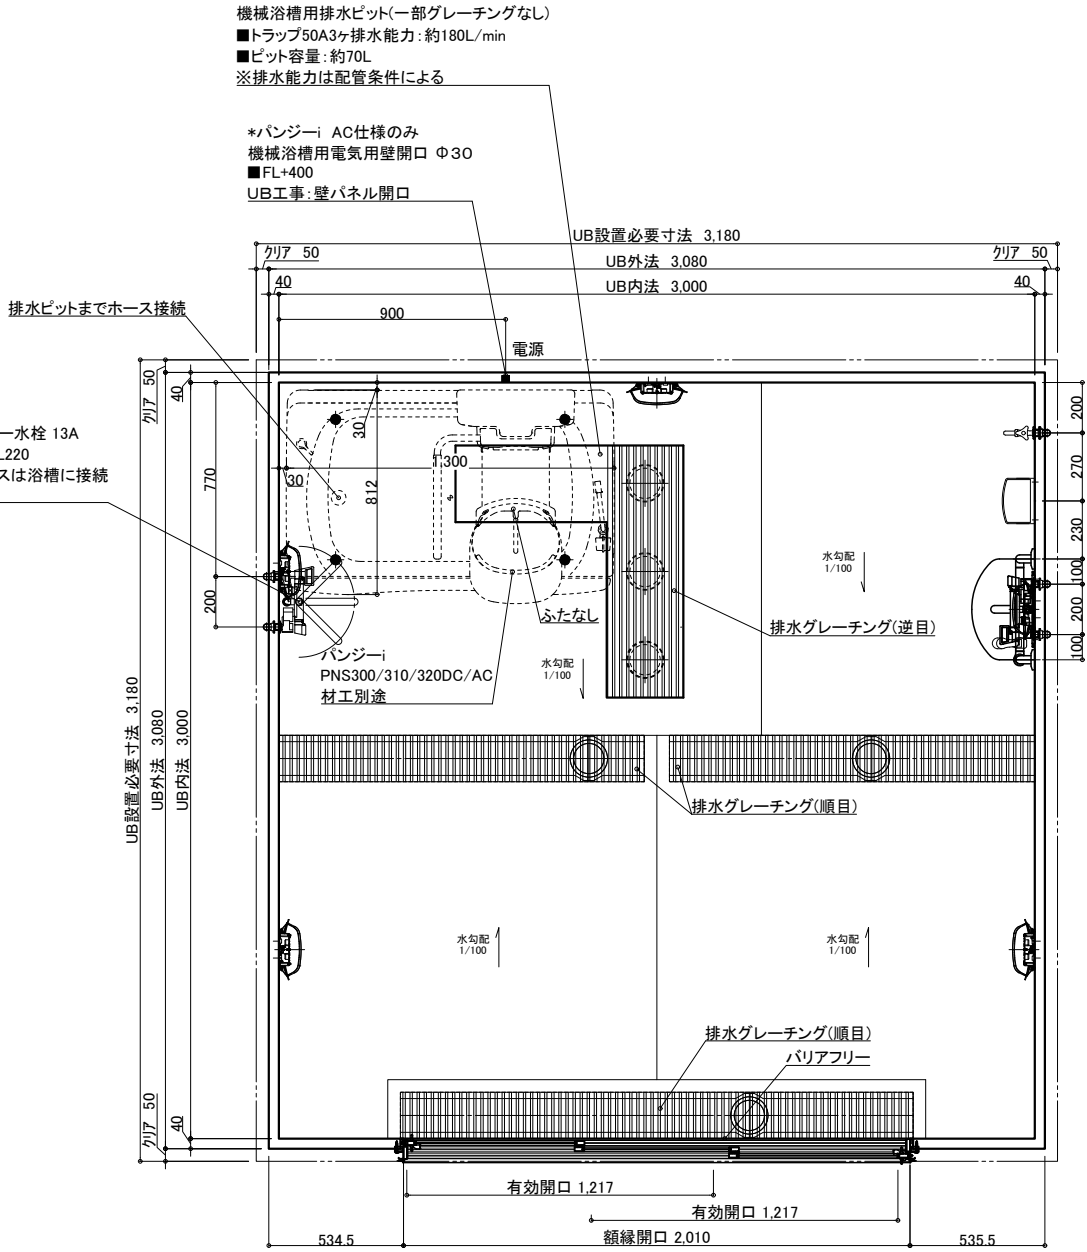 機械浴槽用排水ピット(一部グレーチングなし)
■トラップ50A3ヶ排水能力:約180L/min
■ピット容量:約70L
※排水能力は配管条件による
*パンジーi AC仕様のみ
機械浴槽用電気用壁開口 Φ30
■FL+400
UB工事:壁パネル開口
UB設置必要寸法 3,180
クリア 50
クリア 50
UB外法 3,080
40
UB内法 3,000
40
排水ピットまでホース接続
900
電源
クリア 50
40
30
200
ー水栓 13A
L220
スは浴槽に接続
770
30
812
1,300
270
230
水勾配
1/100
100
200
200
100
ふたなし
排水グレーチング(逆目)
パンジーi
PNS300/310/320DC/AC
材工別途
水勾配
1/100
UB設置必要寸法 3,180
UB外法 3,080
UB内法 3,000
排水グレーチング(順目)
水勾配
1/100
水勾配
1/100
排水グレーチング(順目)
バリアフリー
クリア 50
40
有効開口 1,217
有効開口 1,217
534.5
額縁開口 2,010
535.5